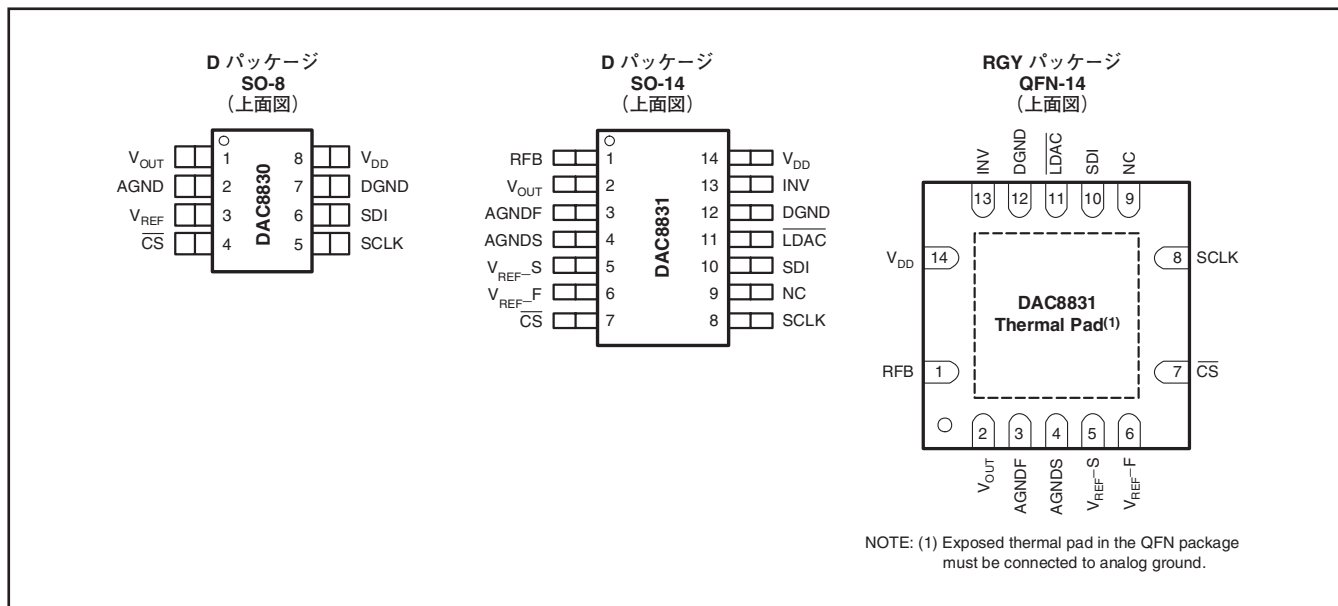 D パッケージ
SO-8
(上面図)
V_OUT 1 8 V_DD
AGND 2 7 DGND
V_REF 3 6 SDI
C̅S̅ 4 5 SCLK
DAC8830
D パッケージ
SO-14
(上面図)
RFB 1 14 V_DD
V_OUT 2 13 INV
AGNDF 3 12 DGND
AGNDS 4 11 L̅D̅A̅C̅
V_REF–S 5 10 SDI
V_REF–F 6 9 NC
C̅S̅ 7 8 SCLK
DAC8831
RGY パッケージ
QFN-14
(上面図)
INV DGND L̅D̅A̅C̅ SDI NC
13 12 11 10 9
V_DD 14 8 SCLK
DAC8831
Thermal Pad(1)
RFB 1 7 C̅S̅
2 3 4 5 6
V_OUT AGNDF AGNDS V_REF–S V_REF–F
NOTE: (1) Exposed thermal pad in the QFN package
must be connected to analog ground.